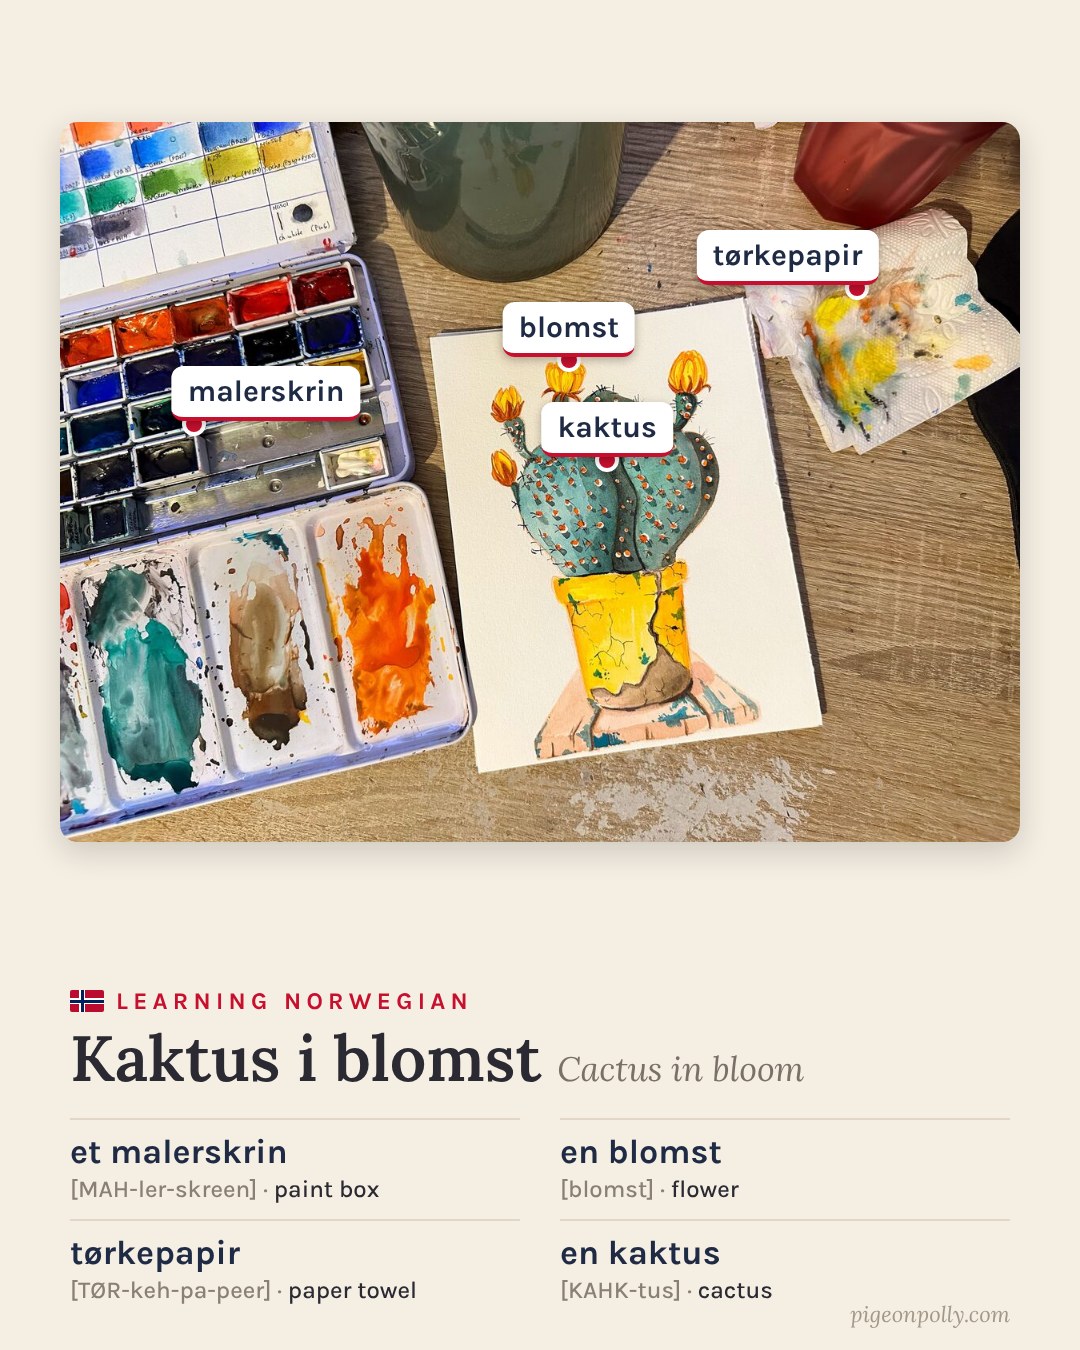 tørkepapir
blomst
malerskrin
kaktus
LEARNING NORWEGIAN
Kaktus i blomst Cactus in bloom
et malerskrin
[MAH-ler-skreen] · paint box
en blomst
[blomst] · flower
tørkepapir
[TØR-keh-pa-peer] · paper towel
en kaktus
[KAHK-tus] · cactus
pigeonpolly.com